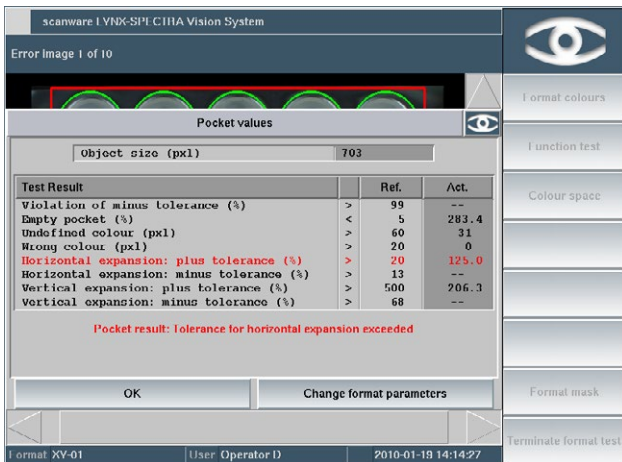 scanware LYNX-SPECTRA Vision System
Error image 1 of 10
Format colours
Pocket values
Function test
Object size (pxl) 703
Colour space
Test Result Ref. Act.
Violation of minus tolerance (%) > 99 --
Empty pocket (%) < 5 283.4
Undefined colour (pxl) > 60 31
Wrong colour (pxl) > 20 0
Horizontal expansion: plus tolerance (%) > 20 125.0
Horizontal expansion: minus tolerance (%) > 13 --
Vertical expansion: plus tolerance (%) > 500 206.3
Vertical expansion: minus tolerance (%) > 68 --
Pocket result: Tolerance for horizontal expansion exceeded
OK
Change format parameters
Format mask
Terminate format test
Format XY-01 User Operator D 2010-01-19 14:14:27